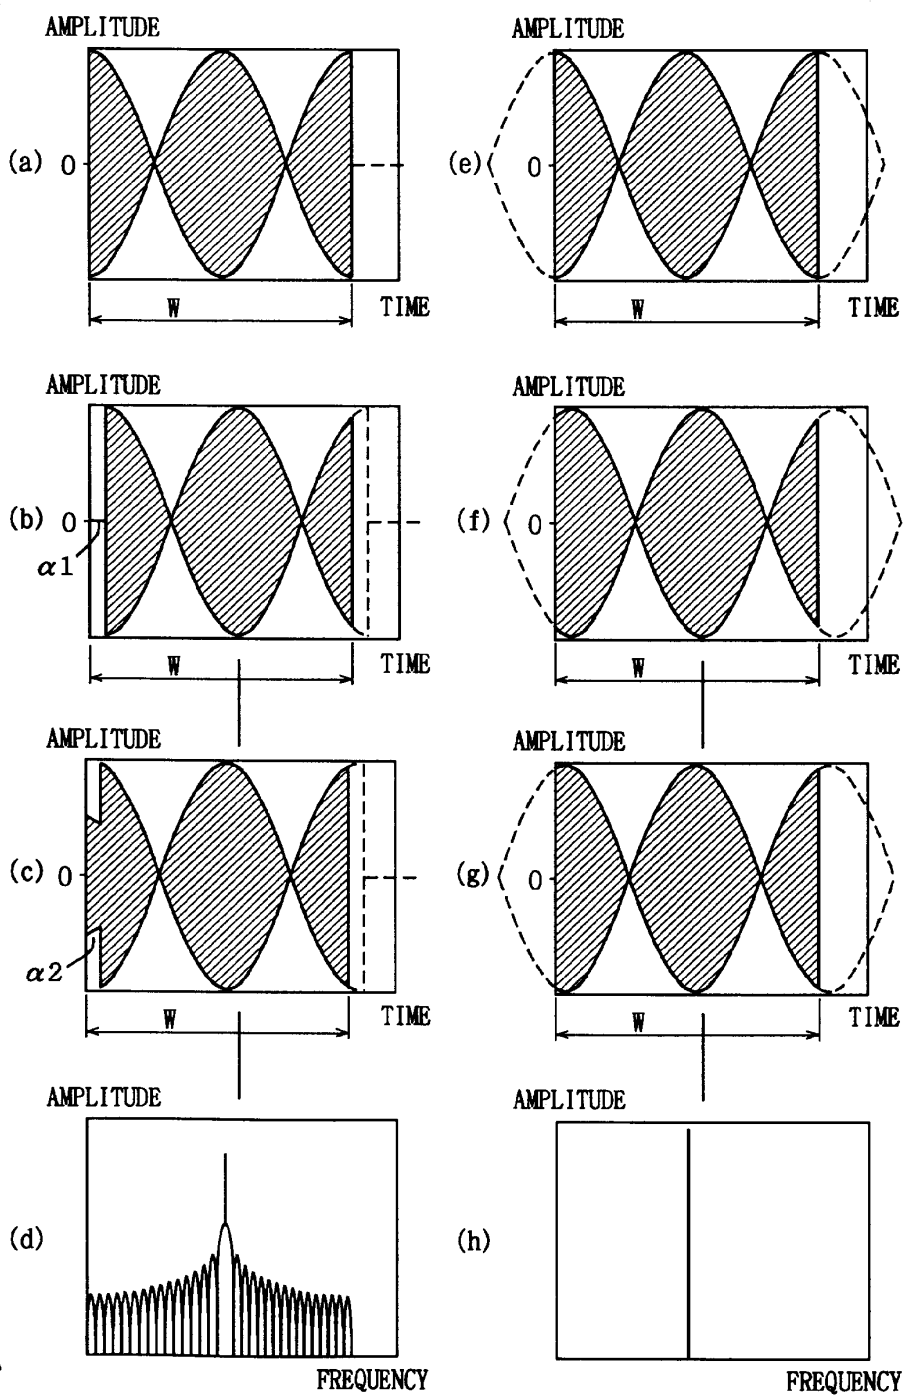 AMPLITUDE
(a) 0
W TIME
AMPLITUDE
(b) 0
α1
W TIME
AMPLITUDE
(c) 0
α2
W TIME
AMPLITUDE
(d)
FREQUENCY
AMPLITUDE
(e) 0
W TIME
AMPLITUDE
(f) 0
W TIME
AMPLITUDE
(g) 0
W TIME
AMPLITUDE
(h)
FREQUENCY